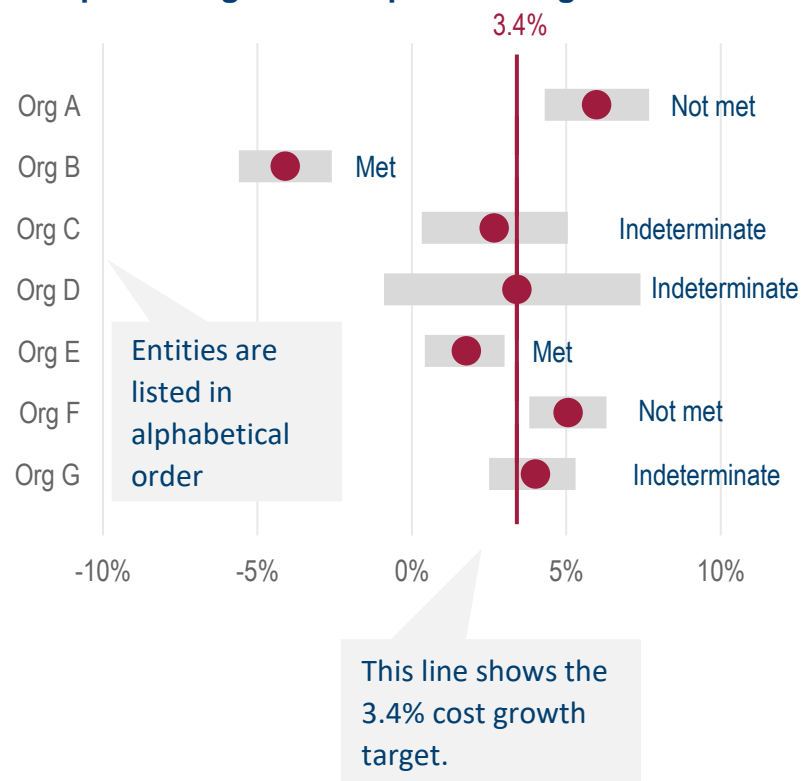 3.4%
Org A
Not met
Org B
Met
Org C
Indeterminate
Org D
Indeterminate
Org E
Met
Org F
Not met
Org G
Indeterminate
Entities are
listed in
alphabetical
order
-10%
-5%
0%
5%
10%
This line shows the
3.4% cost growth
target.